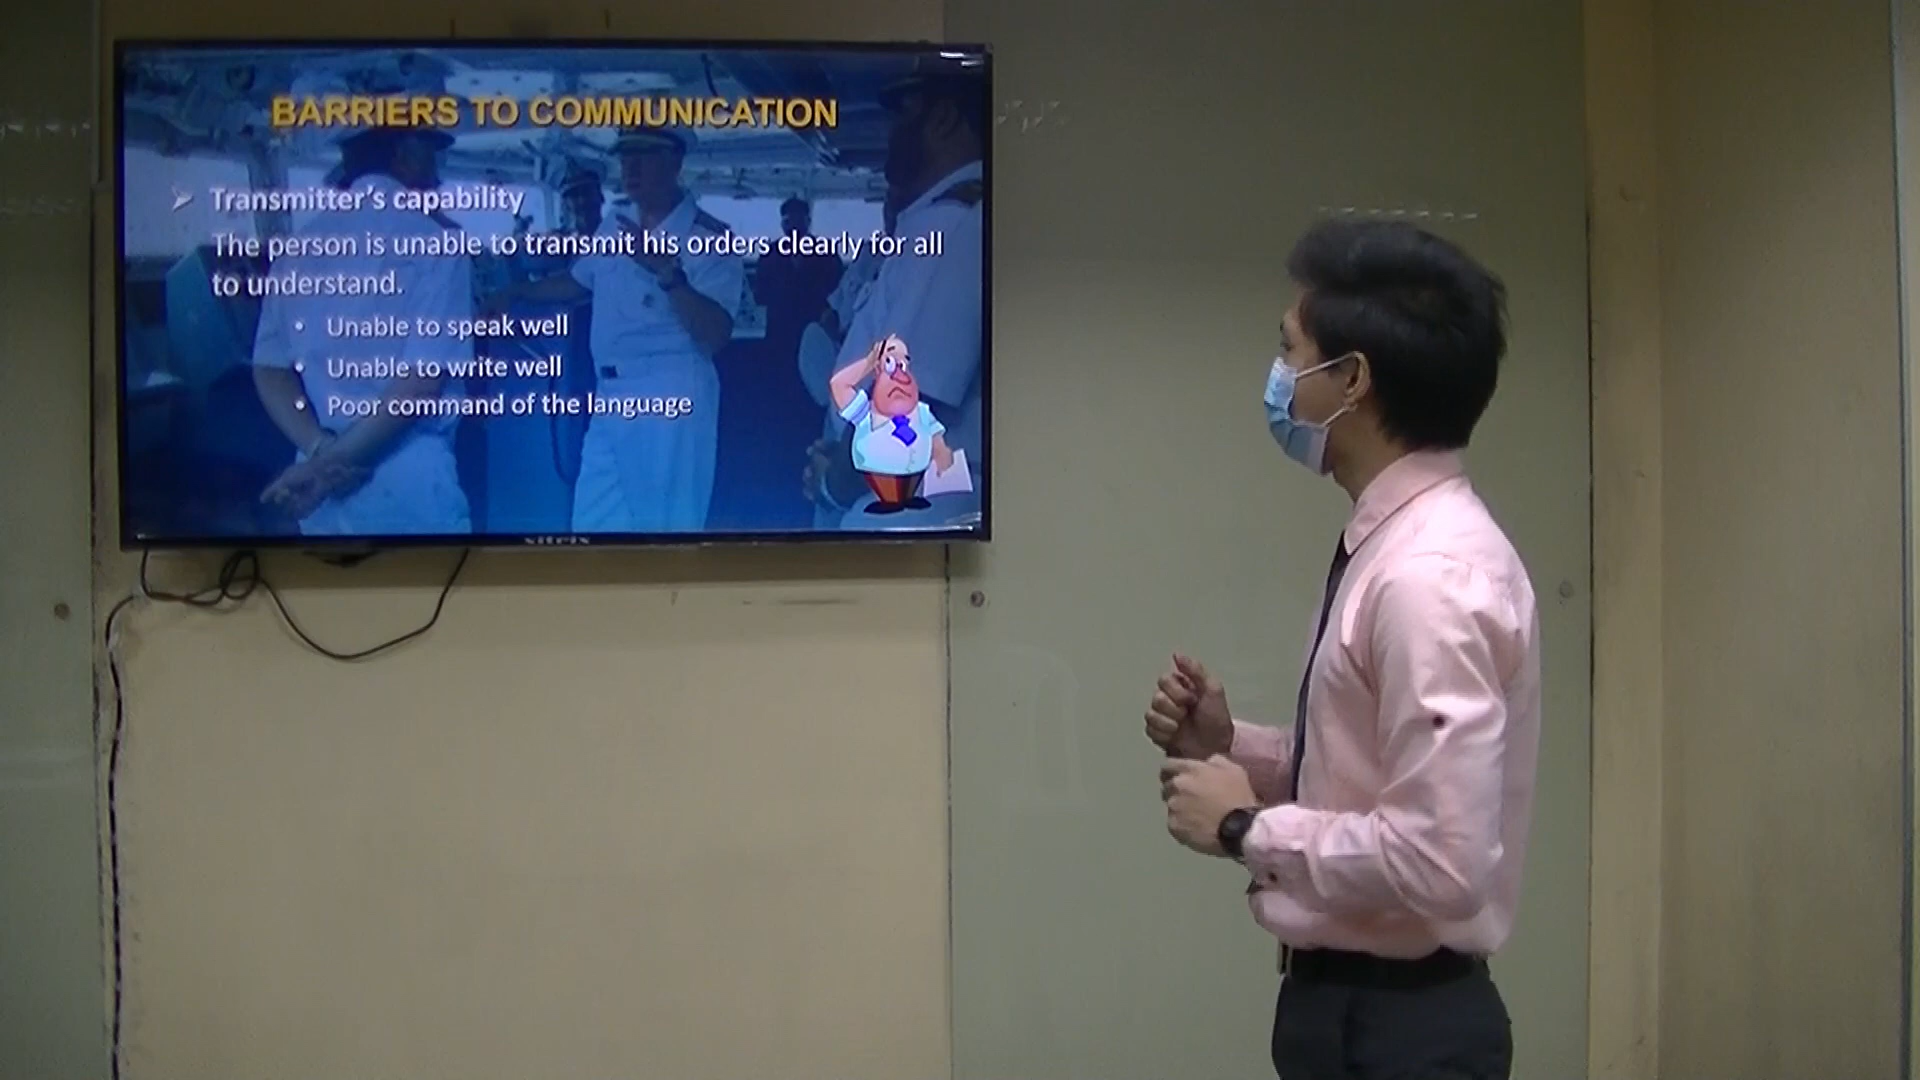 BARRIERS TO COMMUNICATION
➢ Transmitter's capability
The person is unable to transmit his orders clearly for all
to understand.
• Unable to speak well
• Unable to write well
• Poor command of the language